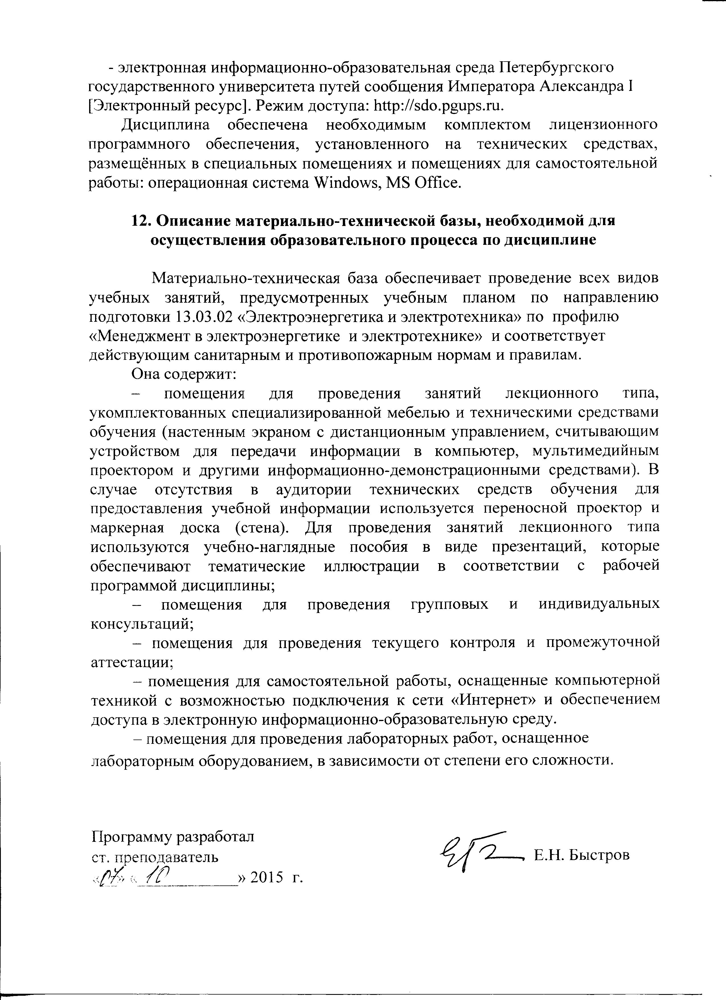 - электронная информационно-образовательная среда Петербургского
государственного университета путей сообщения Императора Александра I
[Электронный ресурс]. Режим доступа: http://sdo.pgups.ru.
Дисциплина обеспечена необходимым комплектом лицензионного
программного обеспечения, установленного на технических средствах,
размещённых в специальных помещениях и помещениях для самостоятельной
работы: операционная система Windows, MS Office.
12. Описание материально-технической базы, необходимой для
осуществления образовательного процесса по дисциплине
Материально-техническая база обеспечивает проведение всех видов
учебных занятий, предусмотренных учебным планом по направлению
подготовки 13.03.02 «Электроэнергетика и электротехника» по профилю
«Менеджмент в электроэнергетике и электротехнике» и соответствует
действующим санитарным и противопожарным нормам и правилам.
Она содержит:
– помещения для проведения занятий лекционного типа,
укомплектованных специализированной мебелью и техническими средствами
обучения (настенным экраном с дистанционным управлением, считывающим
устройством для передачи информации в компьютер, мультимедийным
проектором и другими информационно-демонстрационными средствами). В
случае отсутствия в аудитории технических средств обучения для
предоставления учебной информации используется переносной проектор и
маркерная доска (стена). Для проведения занятий лекционного типа
используются учебно-наглядные пособия в виде презентаций, которые
обеспечивают тематические иллюстрации в соответствии с рабочей
программой дисциплины;
– помещения для проведения групповых и индивидуальных
консультаций;
– помещения для проведения текущего контроля и промежуточной
аттестации;
– помещения для самостоятельной работы, оснащенные компьютерной
техникой с возможностью подключения к сети «Интернет» и обеспечением
доступа в электронную информационно-образовательную среду.
– помещения для проведения лабораторных работ, оснащенное
лабораторным оборудованием, в зависимости от степени его сложности.
Программу разработал
ст. преподаватель
Е.Н. Быстров
«07» « 10 » 2015 г.